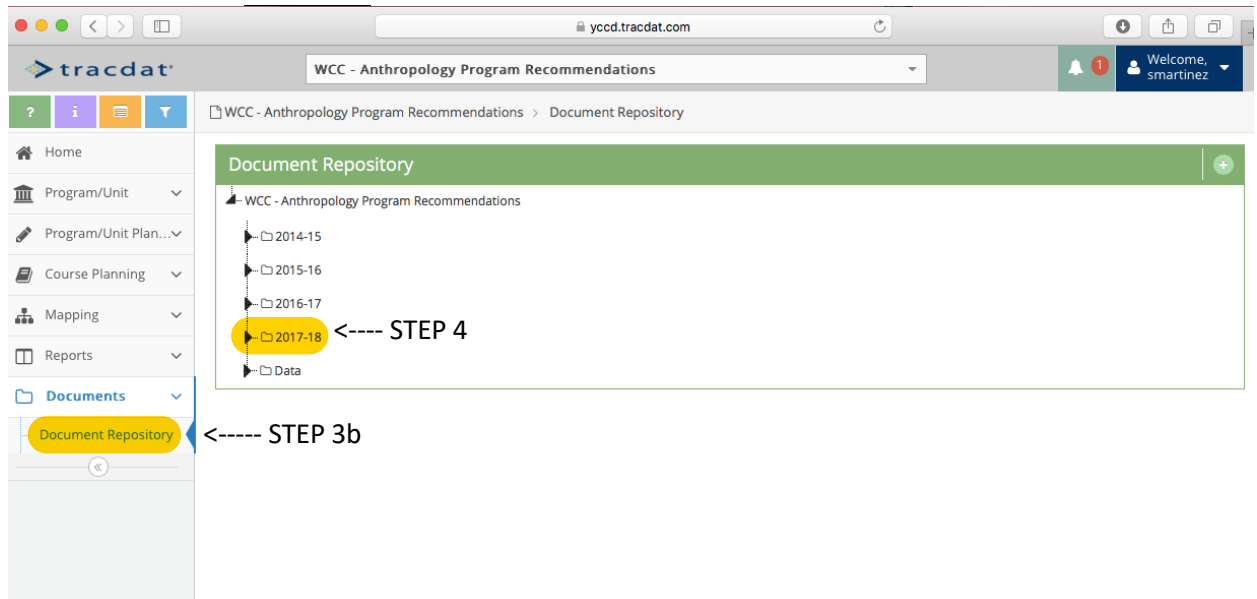 yccd.tracdat.com
tracdat
WCC - Anthropology Program Recommendations
1
Welcome,
smartinez
?
i
WCC - Anthropology Program Recommendations > Document Repository
Home
Program/Unit
Program/Unit Plan...
Course Planning
Mapping
Reports
Documents
Document Repository
Document Repository
WCC - Anthropology Program Recommendations
2014-15
2015-16
2016-17
2017-18 <---- STEP 4
Data
<----- STEP 3b